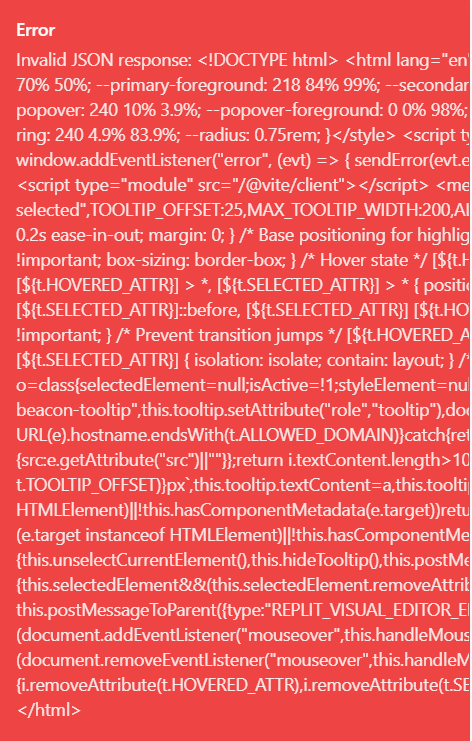 Error
Invalid JSON response: <!DOCTYPE html> <html lang="en"
70% 50%; --primary-foreground: 218 84% 99%; --secondar
popover: 240 10% 3.9%; --popover-foreground: 0 0% 98%;
ring: 240 4.9% 83.9%; --radius: 0.75rem; }</style> <script ty
window.addEventListener("error", (evt) => { sendError(evt.e
<script type="module" src="/@vite/client"></script> <me
selected",TOOLTIP_OFFSET:25,MAX_TOOLTIP_WIDTH:200,AL
0.2s ease-in-out; margin: 0; } /* Base positioning for highlig
!important; box-sizing: border-box; } /* Hover state */ [${t.H
[${t.HOVERED_ATTR}] > *, [${t.SELECTED_ATTR}] > * { positio
[${t.SELECTED_ATTR}]::before, [${t.SELECTED_ATTR}] [${t.HO
!important; } /* Prevent transition jumps */ [${t.HOVERED_A
[${t.SELECTED_ATTR}] { isolation: isolate; contain: layout; } /*
o=class{selectedElement=null;isActive=!1;styleElement=nul
beacon-tooltip",this.tooltip.setAttribute("role","tooltip"),doc
URL(e).hostname.endsWith(t.ALLOWED_DOMAIN)}catch{ret
{src:e.getAttribute("src")||""}};return i.textContent.length>10
t.TOOLTIP_OFFSET)}px`,this.tooltip.textContent=a,this.toolti
HTMLElement)||!this.hasComponentMetadata(e.target))retu
(e.target instanceof HTMLElement)||!this.hasComponentMe
{this.unselectCurrentElement(),this.hideTooltip(),this.postMe
{this.selectedElement&&(this.selectedElement.removeAttrib
this.postMessageToParent({type:"REPLIT_VISUAL_EDITOR_E
(document.addEventListener("mouseover",this.handleMous
(document.removeEventListener("mouseover",this.handleM
{i.removeAttribute(t.HOVERED_ATTR),i.removeAttribute(t.SE
</html>